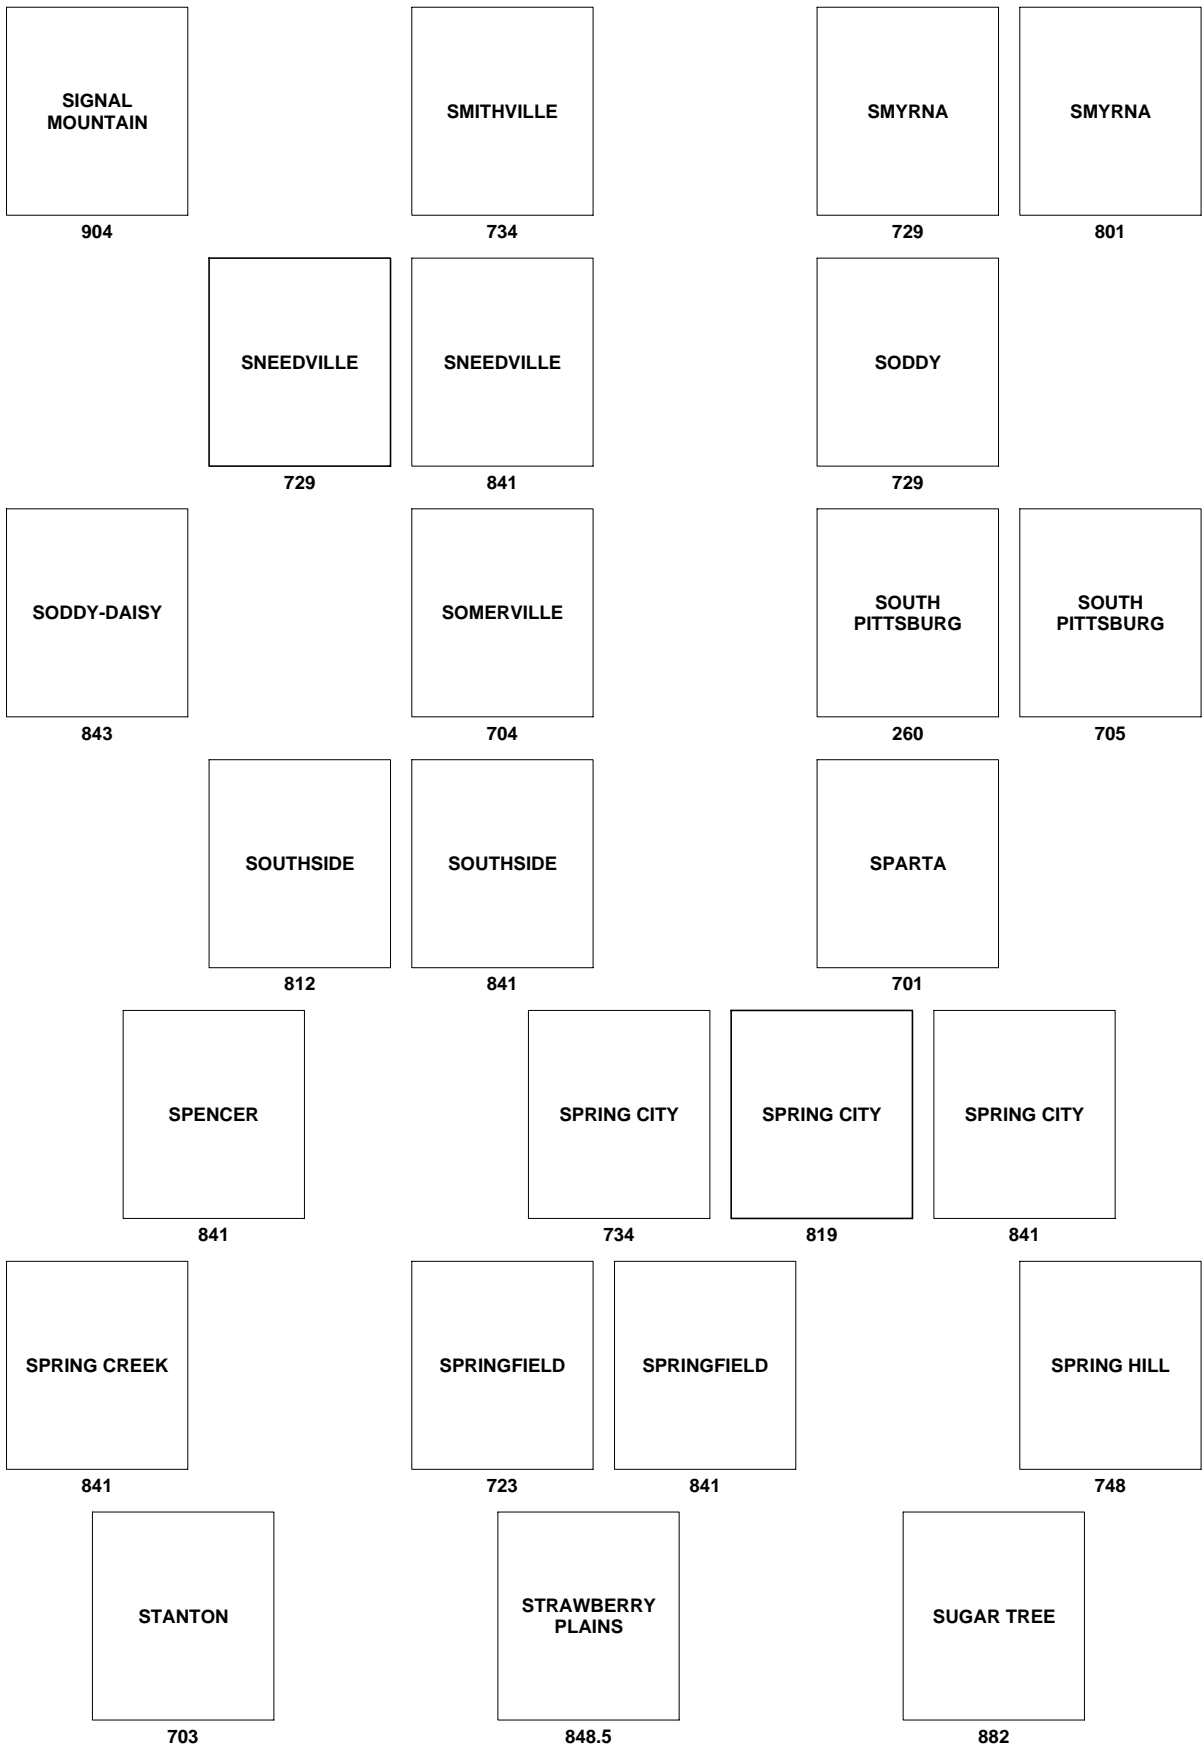 SIGNAL
MOUNTAIN
904
SMITHVILLE
734
SMYRNA
729
SMYRNA
801
SNEEDVILLE
729
SNEEDVILLE
841
SODDY
729
SODDY-DAISY
843
SOMERVILLE
704
SOUTH
PITTSBURG
260
SOUTH
PITTSBURG
705
SOUTHSIDE
812
SOUTHSIDE
841
SPARTA
701
SPENCER
841
SPRING CITY
734
SPRING CITY
819
SPRING CITY
841
SPRING CREEK
841
SPRINGFIELD
723
SPRINGFIELD
841
SPRING HILL
748
STANTON
703
STRAWBERRY
PLAINS
848.5
SUGAR TREE
882